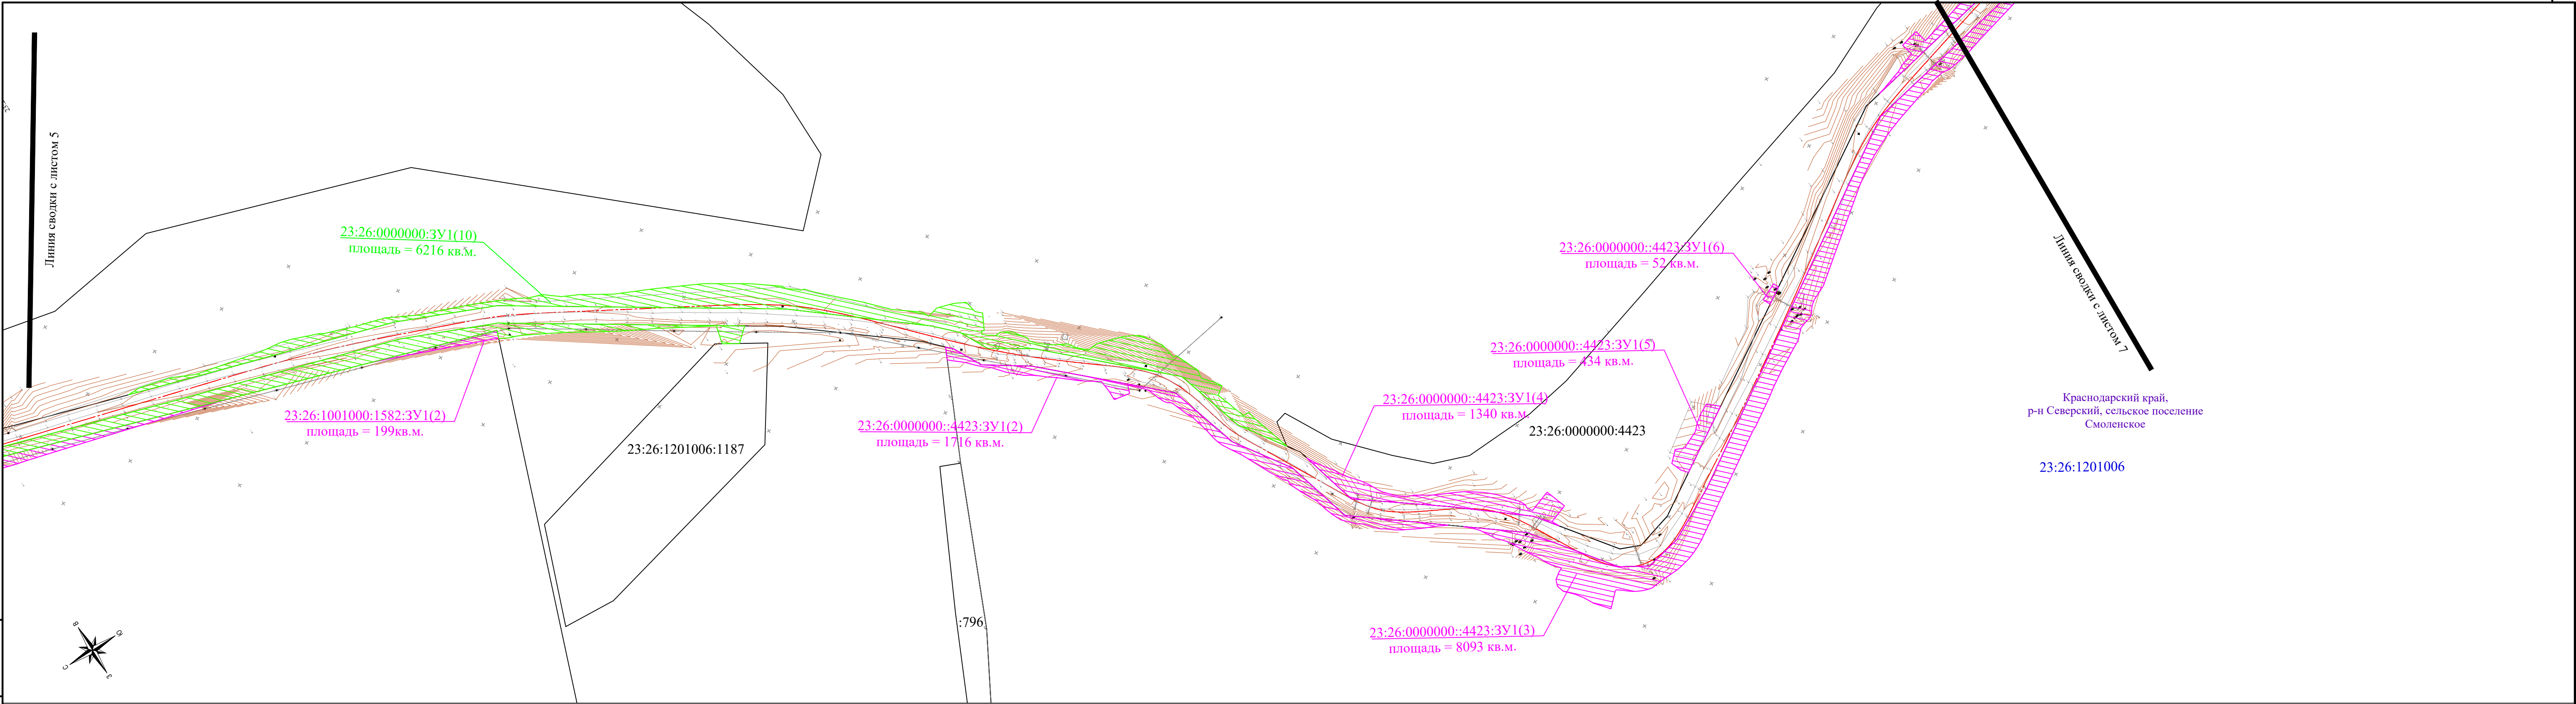 Линия сводки с листом 5
23:26:0000000:ЗУ1(10)
площадь = 6216 кв.м.
23:26:1001000:1582:ЗУ1(2)
площадь = 199кв.м.
23:26:1201006:1187
23:26:0000000::4423:ЗУ1(2)
площадь = 1716 кв.м.
:796
23:26:0000000::4423:ЗУ1(6)
площадь = 52 кв.м.
23:26:0000000::4423:ЗУ1(5)
площадь = 434 кв.м.
23:26:0000000::4423:ЗУ1(4)
площадь = 1340 кв.м.
23:26:0000000:4423
23:26:0000000::4423:ЗУ1(3)
площадь = 8093 кв.м.
Линия сводки с листом 7
Краснодарский край,
р-н Северский, сельское поселение
Смоленское
23:26:1201006
В
Ю
С
З